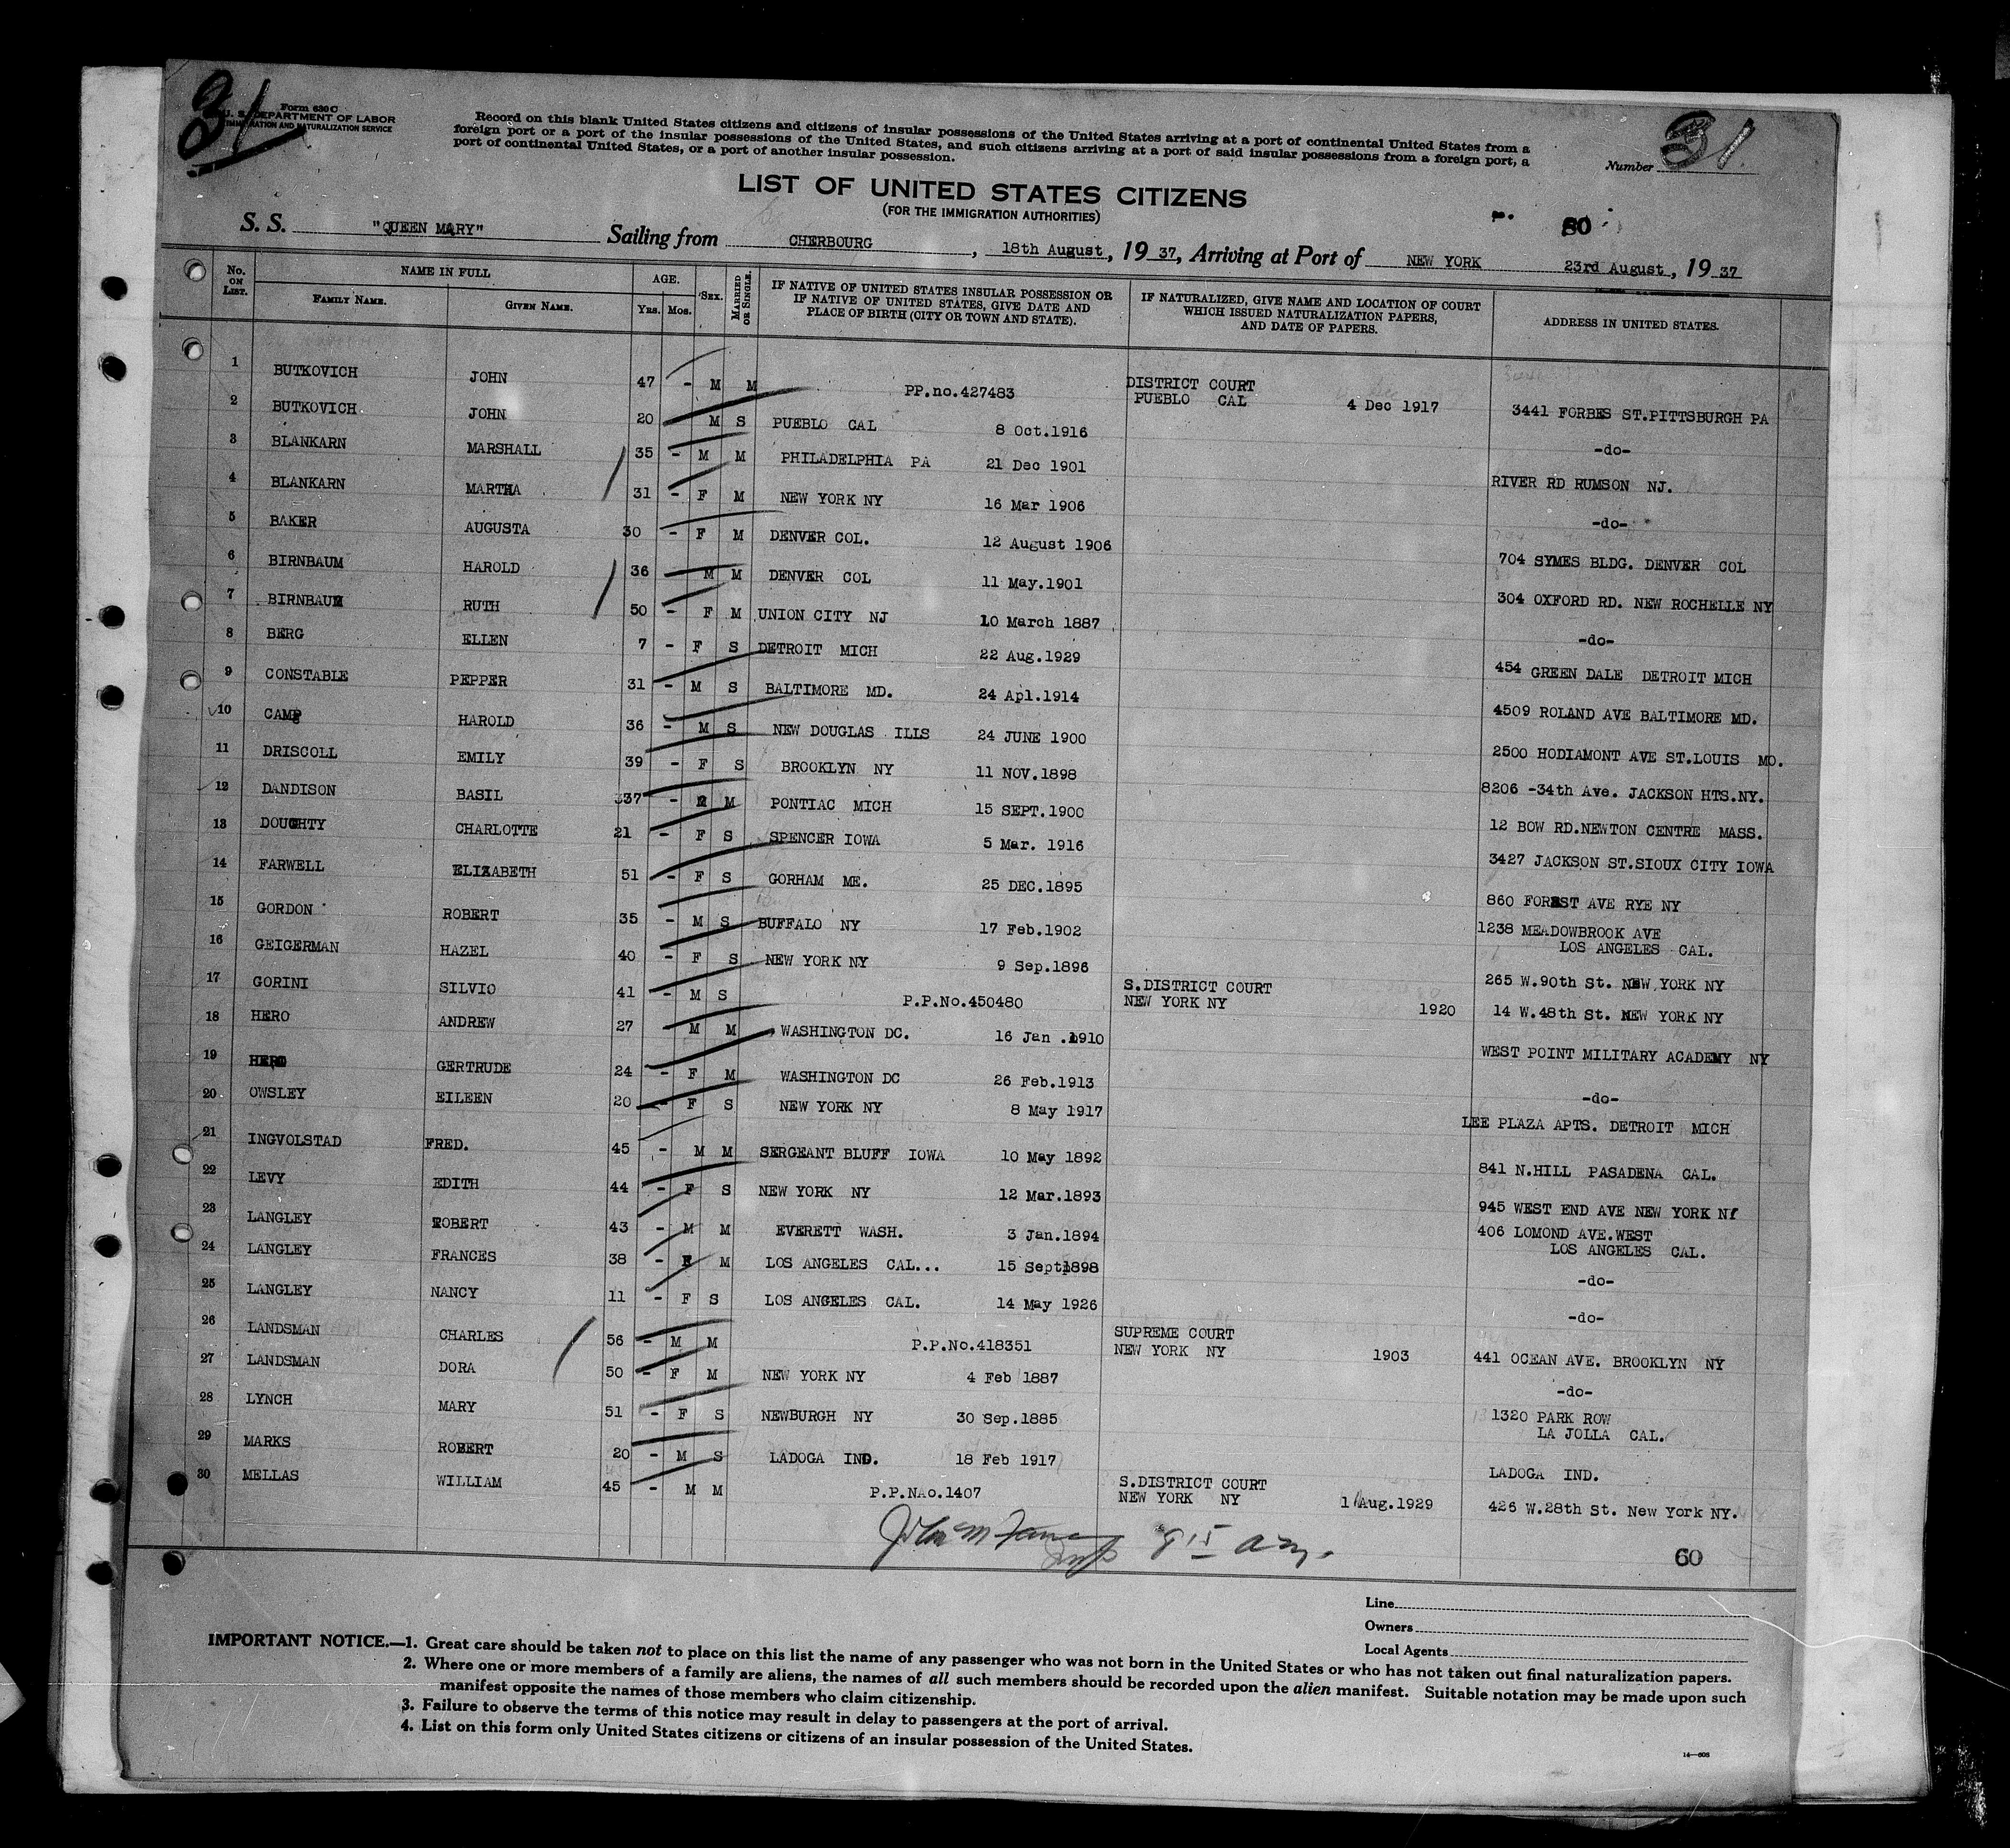 31
Form 630 C
U. S. DEPARTMENT OF LABOR
IMMIGRATION AND NATURALIZATION SERVICE
Record on this blank United States citizens and citizens of insular possessions of the United States arriving at a port of continental United States from a
foreign port or a port of the insular possessions of the United States, and such citizens arriving at a port of said insular possessions from a foreign port, a
port of continental United States, or a port of another insular possession.
Number 31
LIST OF UNITED STATES CITIZENS
(FOR THE IMMIGRATION AUTHORITIES)
80
S. S. "QUEEN MARY" Sailing from CHERBOURG, 18th August, 19 37, Arriving at Port of NEW YORK 23rd August, 19 37
No. ON LIST. NAME IN FULL FAMILY NAME. GIVEN NAME. AGE. YRS. MOS. SEX. MARRIED OR SINGLE. IF NATIVE OF UNITED STATES INSULAR POSSESSION OR IF NATIVE OF UNITED STATES, GIVE DATE AND PLACE OF BIRTH (CITY OR TOWN AND STATE). IF NATURALIZED, GIVE NAME AND LOCATION OF COURT WHICH ISSUED NATURALIZATION PAPERS, AND DATE OF PAPERS. ADDRESS IN UNITED STATES.
1 BUTKOVICH JOHN 47 - M M PP.no.427483 DISTRICT COURT PUEBLO CAL 4 Dec 1917 3441 FORBES ST.PITTSBURGH PA
2 BUTKOVICH JOHN 20 M S PUEBLO CAL 8 Oct.1916 -do-
3 BLANKARN MARSHALL 35 - M M PHILADELPHIA PA 21 Dec 1901 RIVER RD RUMSON NJ.
4 BLANKARN MARTHA 31 - F M NEW YORK NY 16 Mar 1906 -do-
5 BAKER AUGUSTA 30 - F M DENVER COL. 12 August 1906 704 SYMES BLDG. DENVER COL
6 BIRNBAUM HAROLD 36 M M DENVER COL 11 May.1901 304 OXFORD RD. NEW ROCHELLE NY
7 BIRNBAUM RUTH 50 - F M UNION CITY NJ 10 March 1887 -do-
8 BERG ELLEN 7 - F S DETROIT MICH 22 Aug.1929 454 GREEN DALE DETROIT MICH
9 CONSTABLE PEPPER 31 - M S BALTIMORE MD. 24 Apl.1914 4509 ROLAND AVE BALTIMORE MD.
10 CAMP HAROLD 36 - M S NEW DOUGLAS ILLS 24 JUNE 1900 2500 HODIAMONT AVE ST.LOUIS MO.
11 DRISCOLL EMILY 39 - F S BROOKLYN NY 11 NOV.1898 8206 -34th Ave. JACKSON HTS.NY.
12 DANDISON BASIL 337 - M M PONTIAC MICH 15 SEPT.1900 12 BOW RD.NEWTON CENTRE MASS.
13 DOUGHTY CHARLOTTE 21 - F S SPENCER IOWA 5 Mar. 1916 3427 JACKSON ST.SIOUX CITY IOWA
14 FARWELL ELIZABETH 51 - F S GORHAM ME. 25 DEC.1895 860 FOREST AVE RYE NY
15 GORDON ROBERT 35 - M S BUFFALO NY 17 Feb.1902 1238 MEADOWBROOK AVE LOS ANGELES CAL.
16 GEIGERMAN HAZEL 40 - F S NEW YORK NY 9 Sep.1896 265 W.90th St. NEW YORK NY
17 GORINI SILVIO 41 - M S P.P.No.450480 S.DISTRICT COURT NEW YORK NY 1920 14 W.48th St. NEW YORK NY
18 HERO ANDREW 27 M M WASHINGTON DC. 16 Jan .1910 WEST POINT MILITARY ACADEMY NY
19 HERO GERTRUDE 24 - F M WASHINGTON DC 26 Feb.1913 -do-
20 OWSLEY EILEEN 20 - F S NEW YORK NY 8 May 1917 LEE PLAZA APTS. DETROIT MICH
21 INGVOLSTAD FRED. 45 - M M SERGEANT BLUFF IOWA 10 May 1892 841 N.HILL PASADENA CAL.
22 LEVY EDITH 44 - F S NEW YORK NY 12 Mar.1893 945 WEST END AVE NEW YORK NY
23 LANGLEY ROBERT 43 - M M EVERETT WASH. 3 Jan.1894 406 LOMOND AVE.WEST LOS ANGELES CAL.
24 LANGLEY FRANCES 38 - F M LOS ANGELES CAL... 15 Sept1898 -do-
25 LANGLEY NANCY 11 - F S LOS ANGELES CAL. 14 May 1926 -do-
26 LANDSMAN CHARLES 56 - M M P.P.No.418351 SUPREME COURT NEW YORK NY 1903 441 OCEAN AVE. BROOKLYN NY
27 LANDSMAN DORA 50 - F M NEW YORK NY 4 Feb 1887 -do-
28 LYNCH MARY 51 - F S NEWBURGH NY 30 Sep.1885 1320 PARK ROW LA JOLLA CAL.
29 MARKS ROBERT 20 - M S LADOGA IND. 18 Feb 1917 LADOGA IND.
30 MELLAS WILLIAM 45 - M M P.P.NAo.1407 S.DISTRICT COURT NEW YORK NY 1 Aug.1929 426 W.28th St. New York NY.
9 15 am.
60
Line
Owners
Local Agents
IMPORTANT NOTICE.—1. Great care should be taken not to place on this list the name of any passenger who was not born in the United States or who has not taken out final naturalization papers.
2. Where one or more members of a family are aliens, the names of all such members should be recorded upon the alien manifest. Suitable notation may be made upon such
manifest opposite the names of those members who claim citizenship.
3. Failure to observe the terms of this notice may result in delay to passengers at the port of arrival.
4. List on this form only United States citizens or citizens of an insular possession of the United States.
14—608